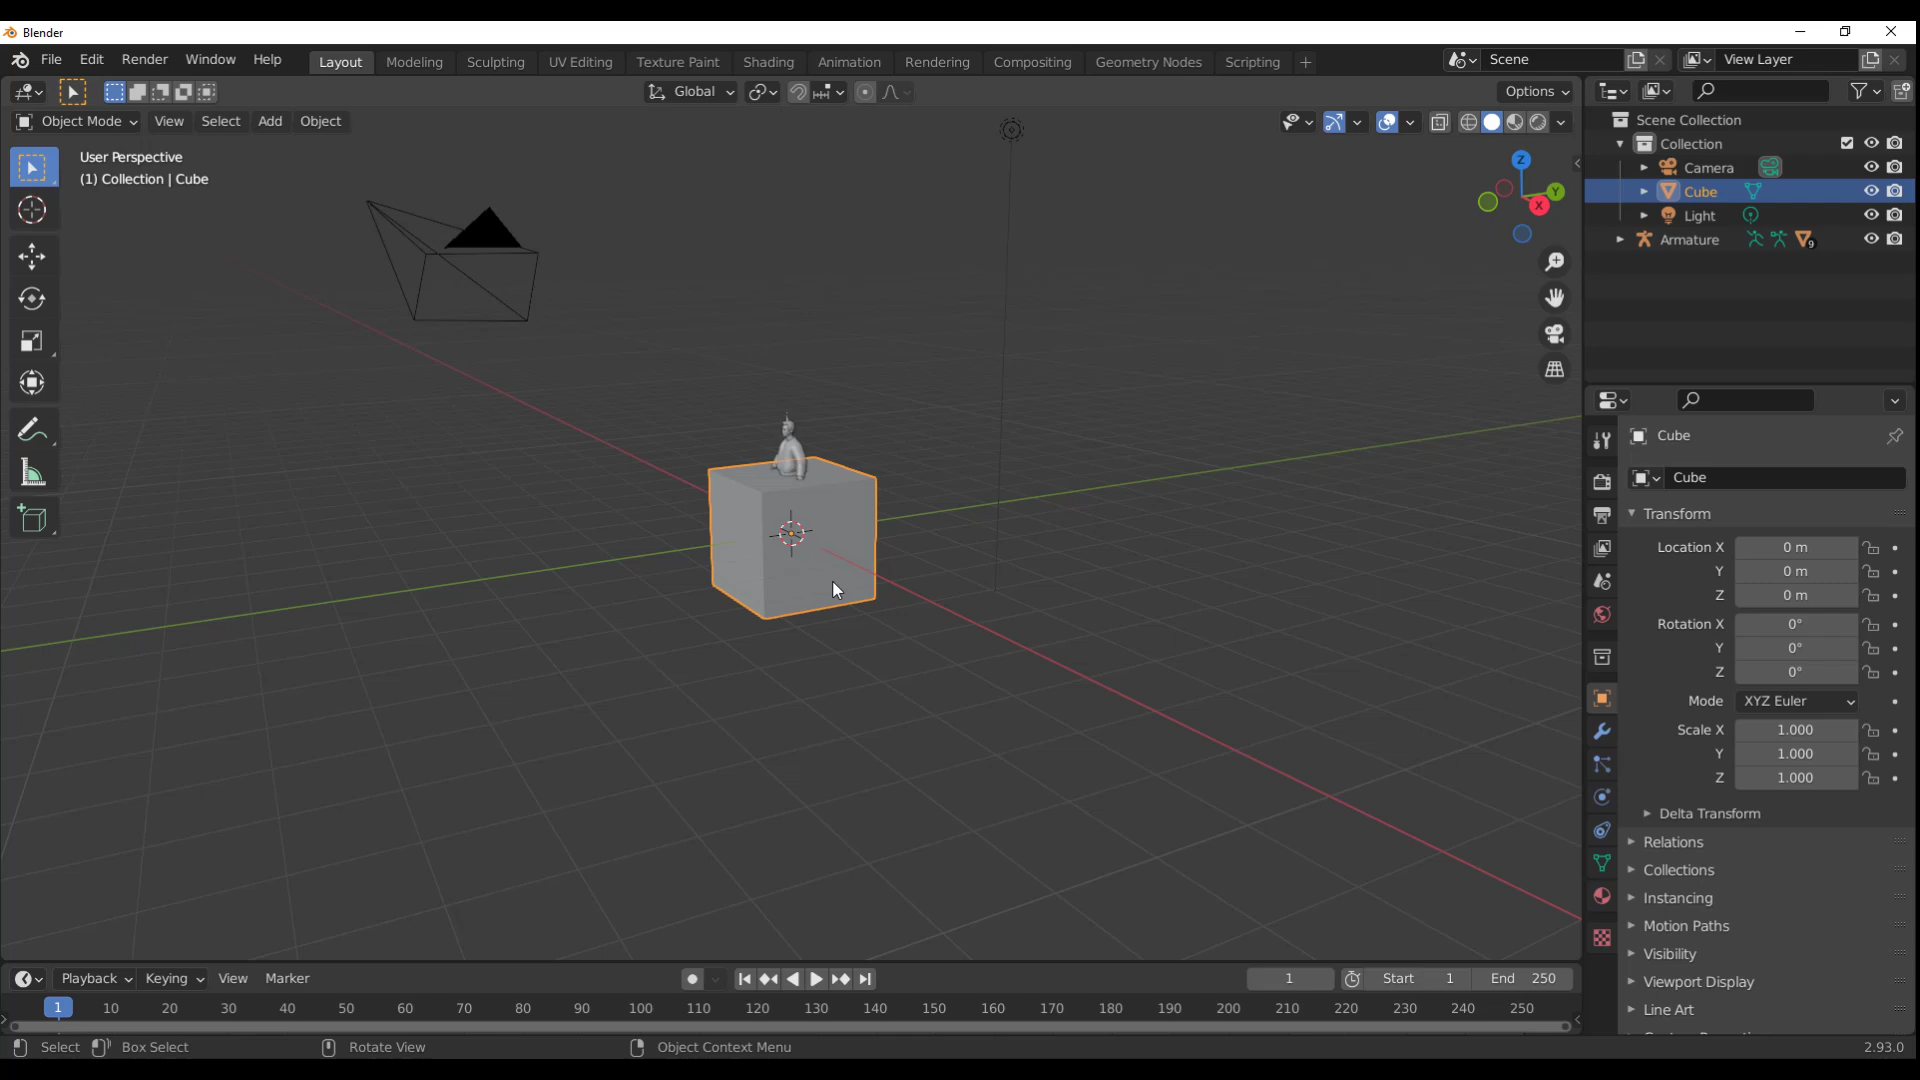 Blender
File Edit Render Window Help Layout Modeling Sculpting UV Editing Texture Paint Shading Animation Rendering Compositing Geometry Nodes Scripting + Scene View Layer
Global Options
Object Mode View Select Add Object
User Perspective
(1) Collection | Cube
Z
Y
X
Scene Collection
Collection
Camera
Cube
Light
Armature 9
Cube
Cube
Transform
Location X 0 m
Y 0 m
Z 0 m
Rotation X 0°
Y 0°
Z 0°
Mode XYZ Euler
Scale X 1.000
Y 1.000
Z 1.000
Delta Transform
Relations
Collections
Instancing
Motion Paths
Visibility
Viewport Display
Line Art
Playback Keying View Marker 1 Start 1 End 250
1 10 20 30 40 50 60 70 80 90 100 110 120 130 140 150 160 170 180 190 200 210 220 230 240 250
Select Box Select Rotate View Object Context Menu 2.93.0